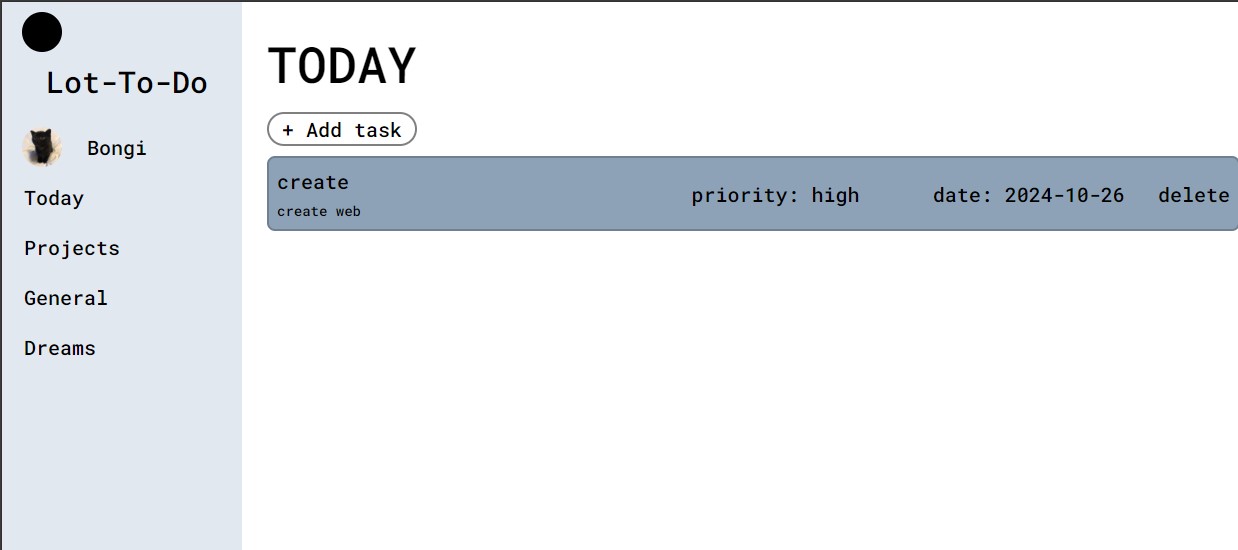 Lot-To-Do
Bongi
Today
Projects
General
Dreams
TODAY
+ Add task
create
create web
priority: high
date: 2024-10-26
delete